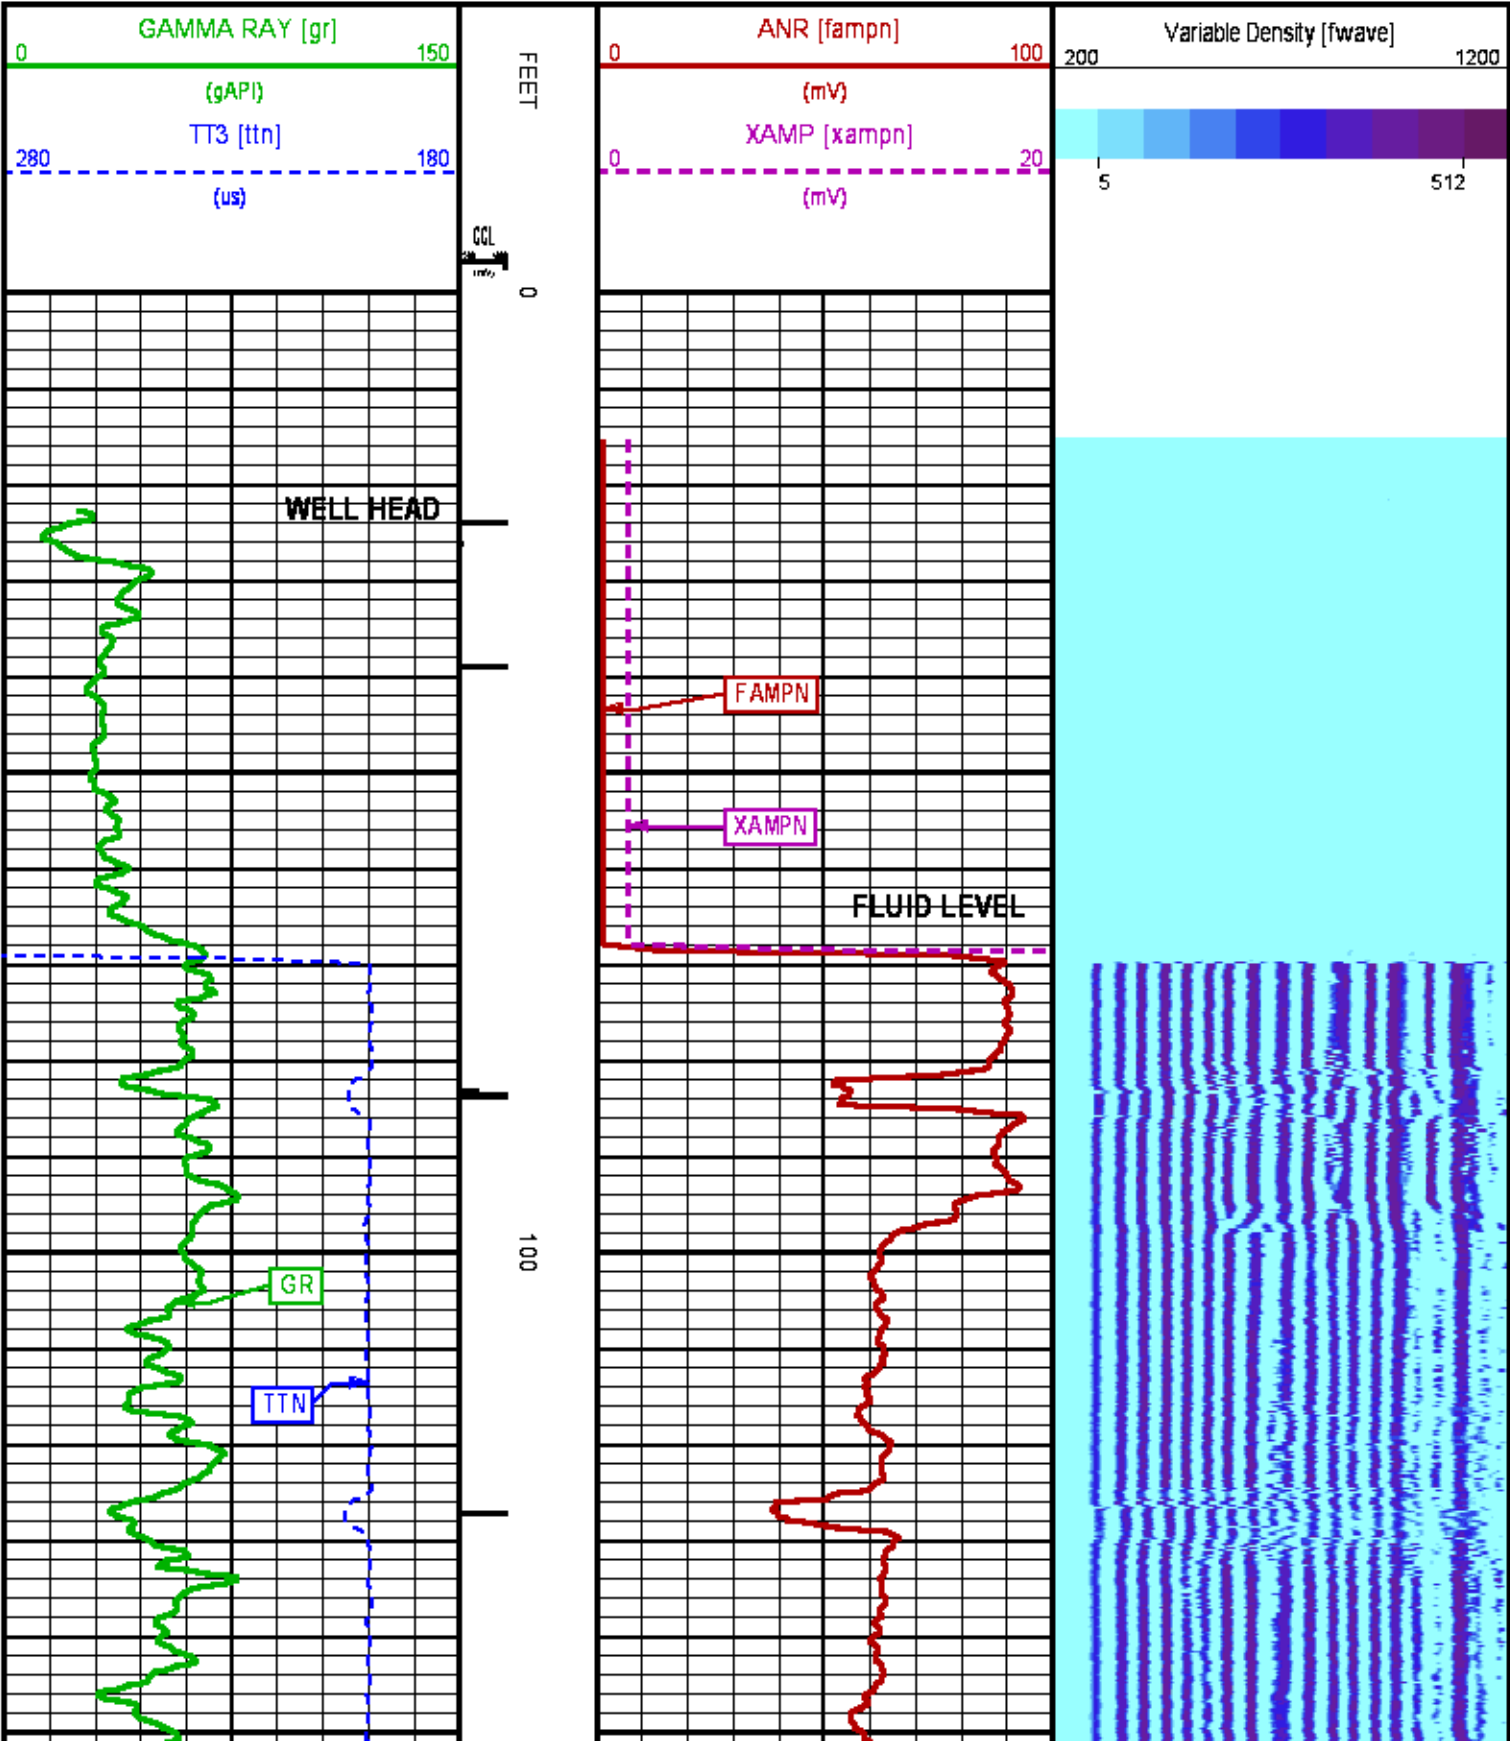 GAMMA RAY [gr]
0 150
(gAPI)
TT3 [ttn]
280 180
(us)
FEET
CCL
(mV)
ANR [fampn]
0 100
(mV)
XAMP [xampn]
0 20
(mV)
Variable Density [fwave]
200 1200
5 512
0
WELL HEAD
FAMPN
XAMPN
FLUID LEVEL
100
GR
TTN